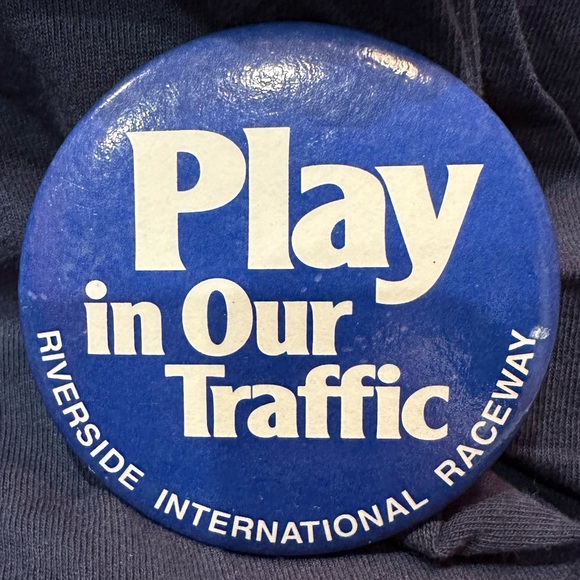 Play
in Our
Traffic
RIVERSIDE INTERNATIONAL RACEWAY